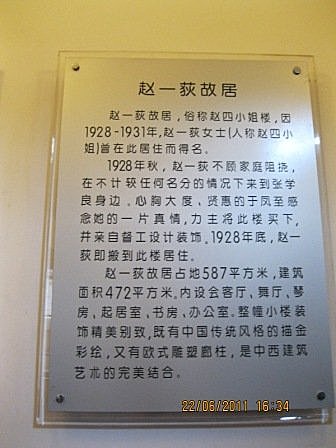 赵一荻故居
赵一荻故居，俗称赵四小姐楼，因
1928-1931年，赵一荻女士(人称赵四小
姐)曾在此居住而得名。
1928年秋，赵一荻不顾家庭阻挠，
在不计较任何名分的情况下来到张学
良身边。心胸大度、贤惠的于凤至感
念她的一片真情，力主将此楼买下，
并亲自督工设计装饰。1928年底，赵一
荻即搬到此楼居住。
赵一荻故居占地587平方米，建筑
面积472平方米。内设会客厅、舞厅、琴
房、起居室、书房、办公室。整幢小楼装
饰精美别致，既有中国传统风格的描金
彩绘，又有欧式雕塑廊柱，是中西建筑
艺术的完美结合。
22/06/2011 16:34